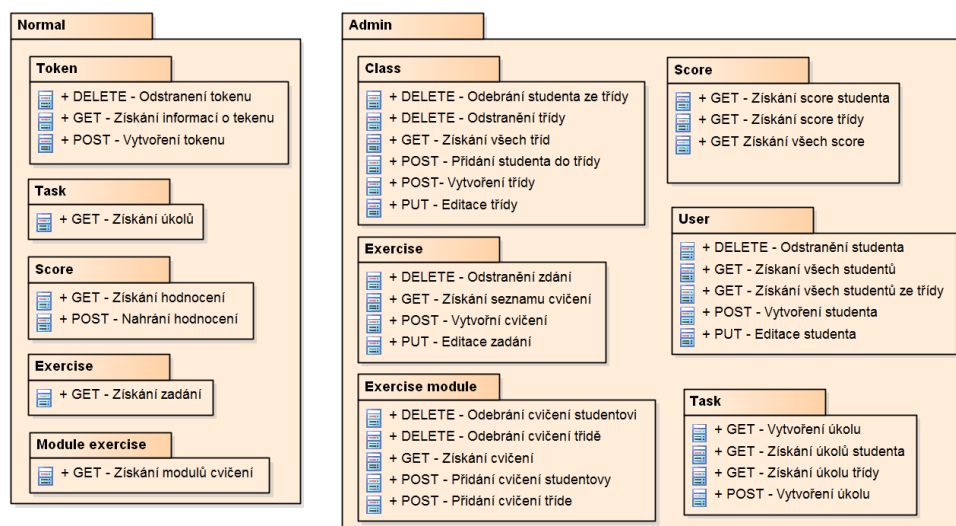 Normal
Token
+ DELETE - Odstranení tokenu
+ GET - Získání informací o tekenu
+ POST - Vytvoření tokenu
Task
+ GET - Získání úkolů
Score
+ GET - Získání hodnocení
+ POST - Nahrání hodnocení
Exercise
+ GET - Získání zadání
Module exercise
+ GET - Získání modulů cvičení
Admin
Class
+ DELETE - Odebrání studenta ze třídy
+ DELETE - Odstranění třídy
+ GET - Získání všech tříd
+ POST - Přidání studenta do třídy
+ POST- Vytvoření třídy
+ PUT - Editace třídy
Exercise
+ DELETE - Odstranění zdání
+ GET - Získání seznamu cvičení
+ POST - Vytvořní cvičení
+ PUT - Editace zadání
Exercise module
+ DELETE - Odebrání cvičení studentovi
+ DELETE - Odebrání cvičení třidě
+ GET - Získání cvičení
+ POST - Přidání cvičení studentovy
+ POST - Přidání cvičení tříde
Score
+ GET - Získání score studenta
+ GET - Získání score třídy
+ GET Získání všech score
User
+ DELETE - Odstranění studenta
+ GET - Získaní všech studentů
+ GET - Získání všech studentů ze třídy
+ POST - Vytvoření studenta
+ PUT - Editace studenta
Task
+ GET - Vytvoření úkolu
+ GET - Získání úkolů studenta
+ GET - Získání úkolu třídy
+ POST - Vytvoření úkolu